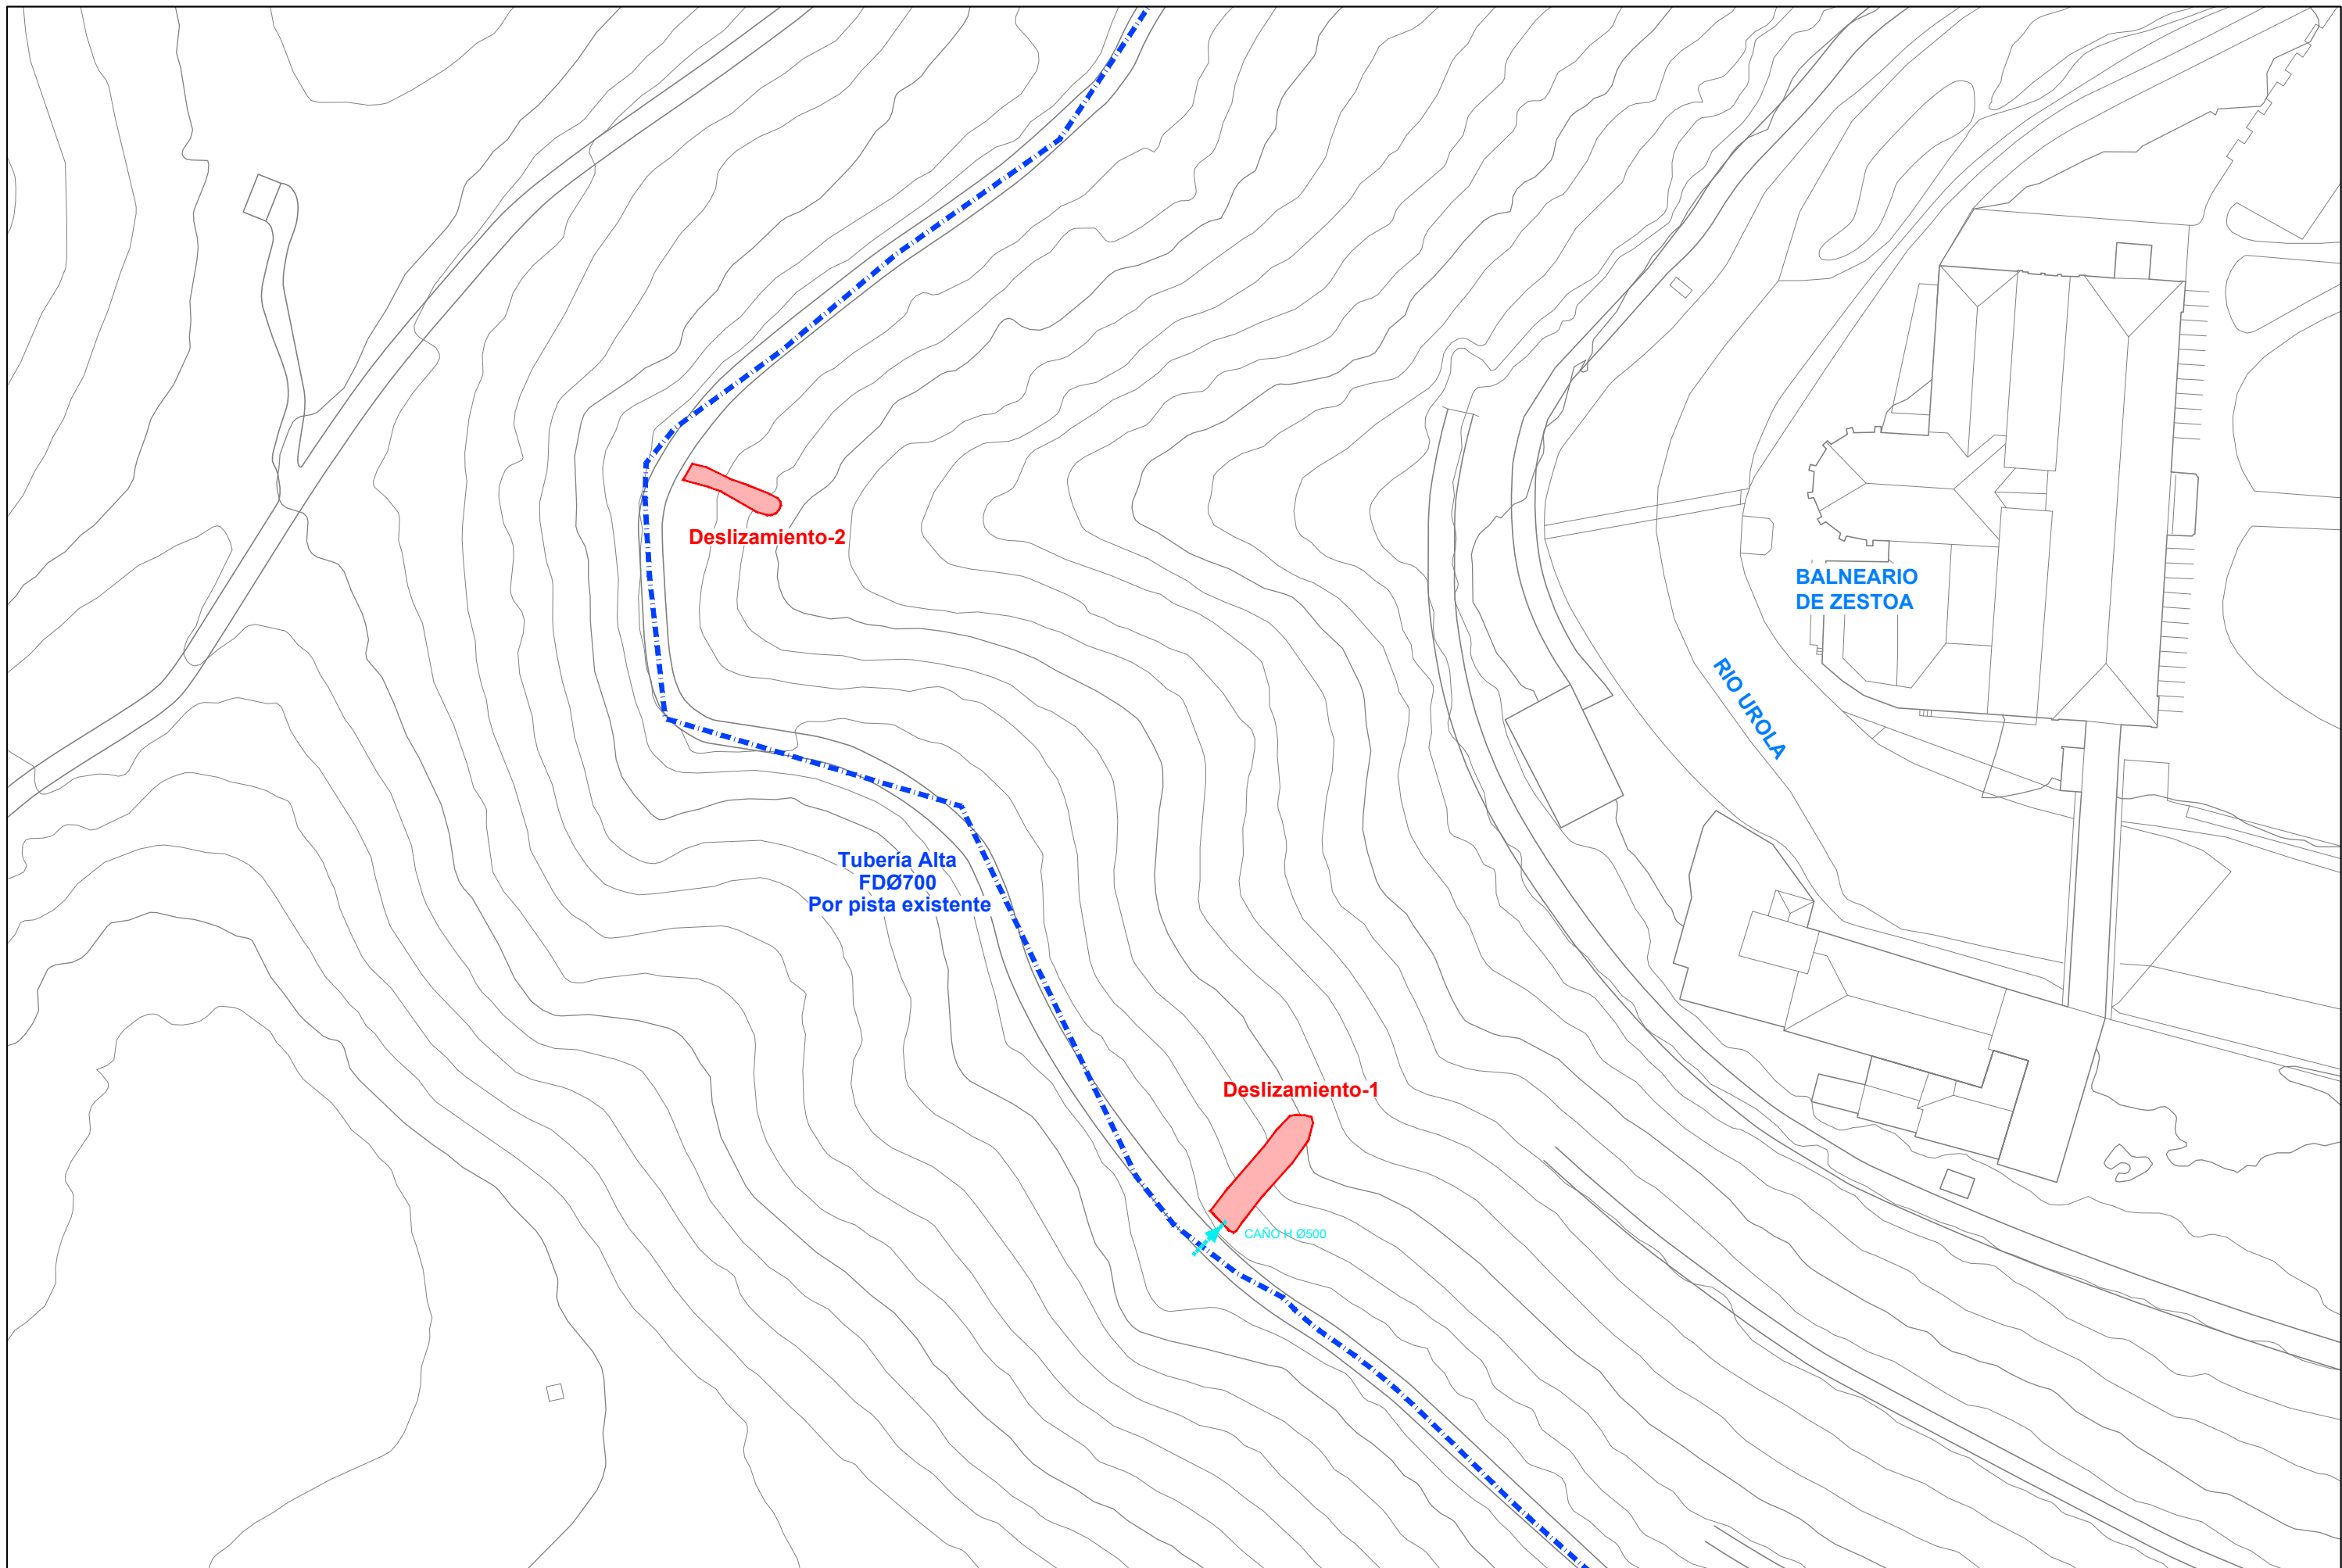 Deslizamiento-2
BALNEARIO
DE ZESTOA
RIO UROLA
Tubería Alta
FDØ700
Por pista existente
Deslizamiento-1
CAÑO H Ø500